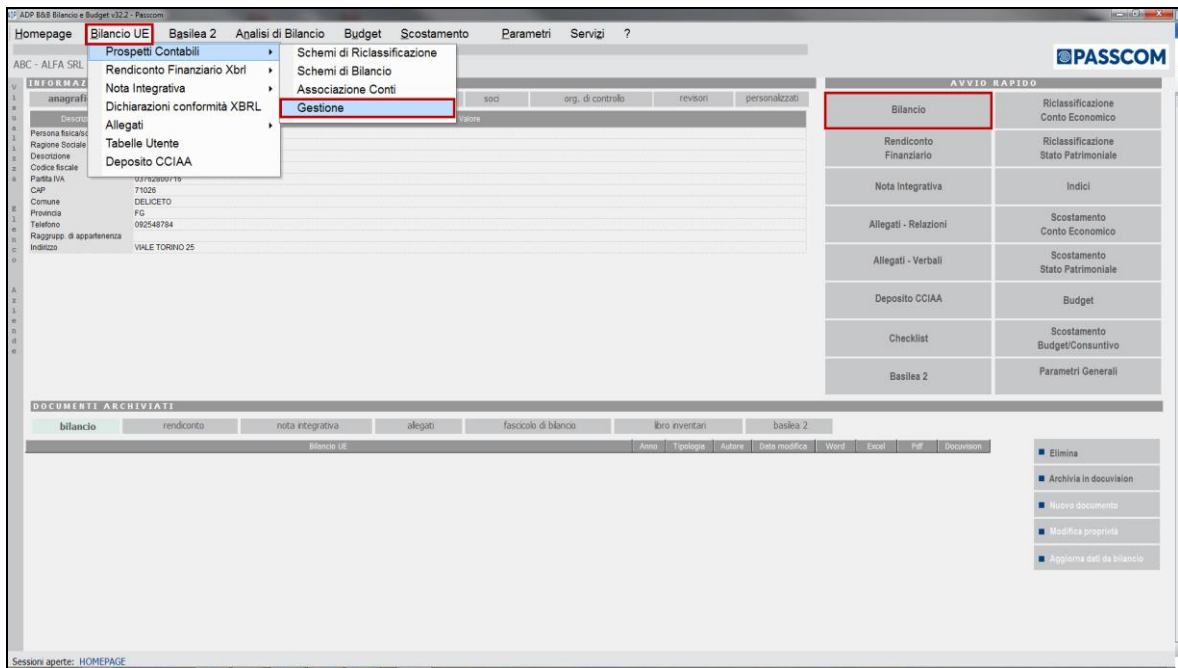 ADP B&B Bilancio e Budget v32.2 - Passcom
Homepage Bilancio UE Basilea 2 Analisi di Bilancio Budget Scostamento Parametri Servizi ?
Prospetti Contabili
Rendiconto Finanziario Xbrl
Nota Integrativa
Dichiarazioni conformità XBRL
Allegati
Tabelle Utente
Deposito CCIAA
Schemi di Riclassificazione
Schemi di Bilancio
Associazione Conti
Gestione
ABC - ALFA SRL
PASSCOM
INFORMAZ
anagrafi soci org. di controllo revisori personalizzati
Descriz Valore
Persona fisica/so
Ragione Sociale
Descrizione
Codice fiscale
Partita IVA 03762800716
CAP 71026
Comune DELICETO
Provincia FG
Telefono 092548784
Raggrupp. di appartenenza
Indirizzo VIALE TORINO 25
AVVIO RAPIDO
Bilancio
Riclassificazione
Conto Economico
Rendiconto
Finanziario
Riclassificazione
Stato Patrimoniale
Nota Integrativa
Indici
Allegati - Relazioni
Scostamento
Conto Economico
Allegati - Verbali
Scostamento
Stato Patrimoniale
Deposito CCIAA
Budget
Checklist
Scostamento
Budget/Consuntivo
Basilea 2
Parametri Generali
DOCUMENTI ARCHIVIATI
bilancio rendiconto nota integrativa allegati fascicolo di bilancio libro inventari basilea 2
Bilancio UE Anno Tipologia Autore Data modifica Word Excel Pdf Docuvision
Elimina
Archivia in docuvision
Nuovo documento
Modifica proprietà
Aggiorna dati da bilancio
Sessioni aperte: HOMEPAGE